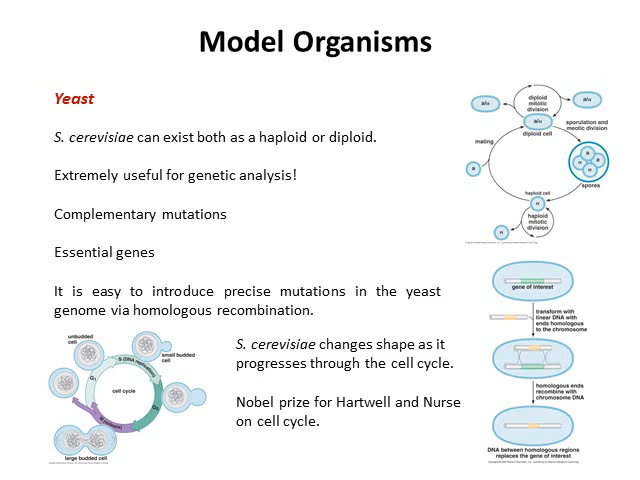 Model Organisms
Yeast
S. cerevisiae can exist both as a haploid or diploid.
Extremely useful for genetic analysis!
Complementary mutations
Essential genes
It is easy to introduce precise mutations in the yeast
genome via homologous recombination.
S. cerevisiae changes shape as it
progresses through the cell cycle.
Nobel prize for Hartwell and Nurse
on cell cycle.
a/α
diploid
mitotic
division
a/α
a/α
diploid cell
sporulation and
meiotic division
mating
a
a
α
a
α
spores
haploid cell
α
haploid
mitotic
division
α
gene of interest
transform with
linear DNA with
ends homologous
to the chromosome
homologous ends
recombine with
chromosome DNA
DNA between homologous regions
replaces the gene of interest
unbudded
cell
small budded
cell
S (DNA replication)
G1
cell cycle
G2
M (mitosis)
large budded cell